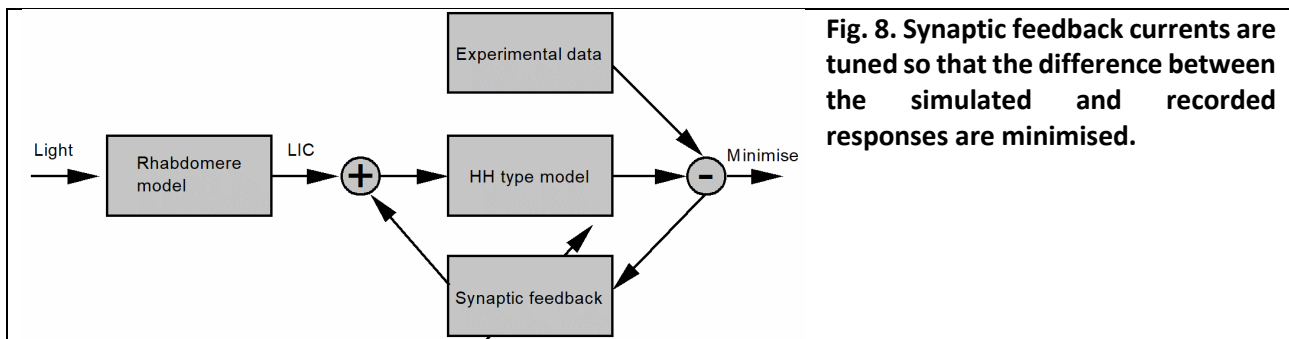 Experimental data
Light
Rhabdomere
model
LIC
+
HH type model
-
Minimise
Synaptic feedback
Fig. 8. Synaptic feedback currents are
tuned so that the difference between
the simulated and recorded
responses are minimised.